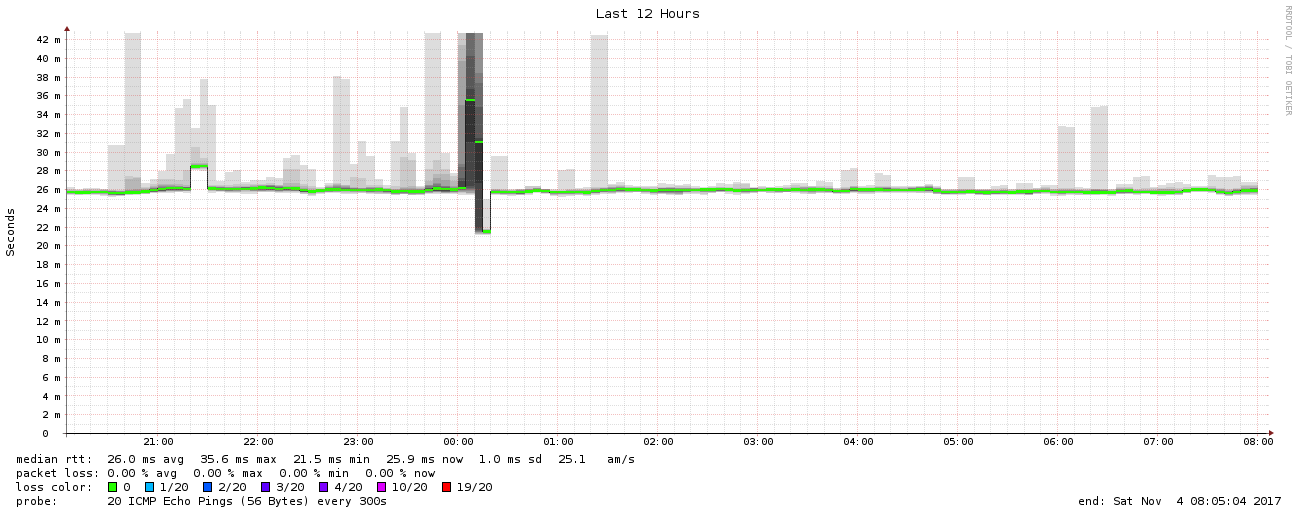 Last 12 Hours
RRDTOOL / TOBI OETIKER
Seconds
42 m
40 m
38 m
36 m
34 m
32 m
30 m
28 m
26 m
24 m
22 m
20 m
18 m
16 m
14 m
12 m
10 m
8 m
6 m
4 m
2 m
0
21:00 22:00 23:00 00:00 01:00 02:00 03:00 04:00 05:00 06:00 07:00 08:00
median rtt: 26.0 ms avg 35.6 ms max 21.5 ms min 25.9 ms now 1.0 ms sd 25.1 am/s
packet loss: 0.00 % avg 0.00 % max 0.00 % min 0.00 % now
loss color: 0 1/20 2/20 3/20 4/20 10/20 19/20
probe: 20 ICMP Echo Pings (56 Bytes) every 300s end: Sat Nov 4 08:05:04 2017